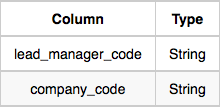 Column Type
lead_manager_code String
company_code String